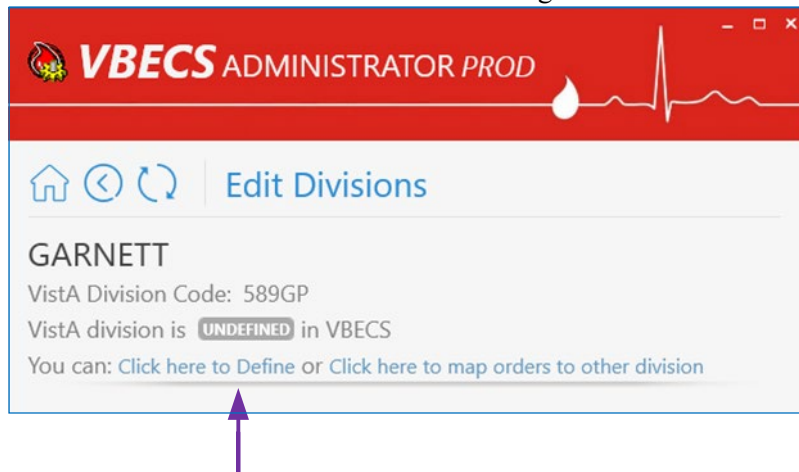 VBECS ADMINISTRATOR PROD
Edit Divisions
GARNETT
VistA Division Code: 589GP
VistA division is UNDEFINED in VBECS
You can: Click here to Define or Click here to map orders to other division